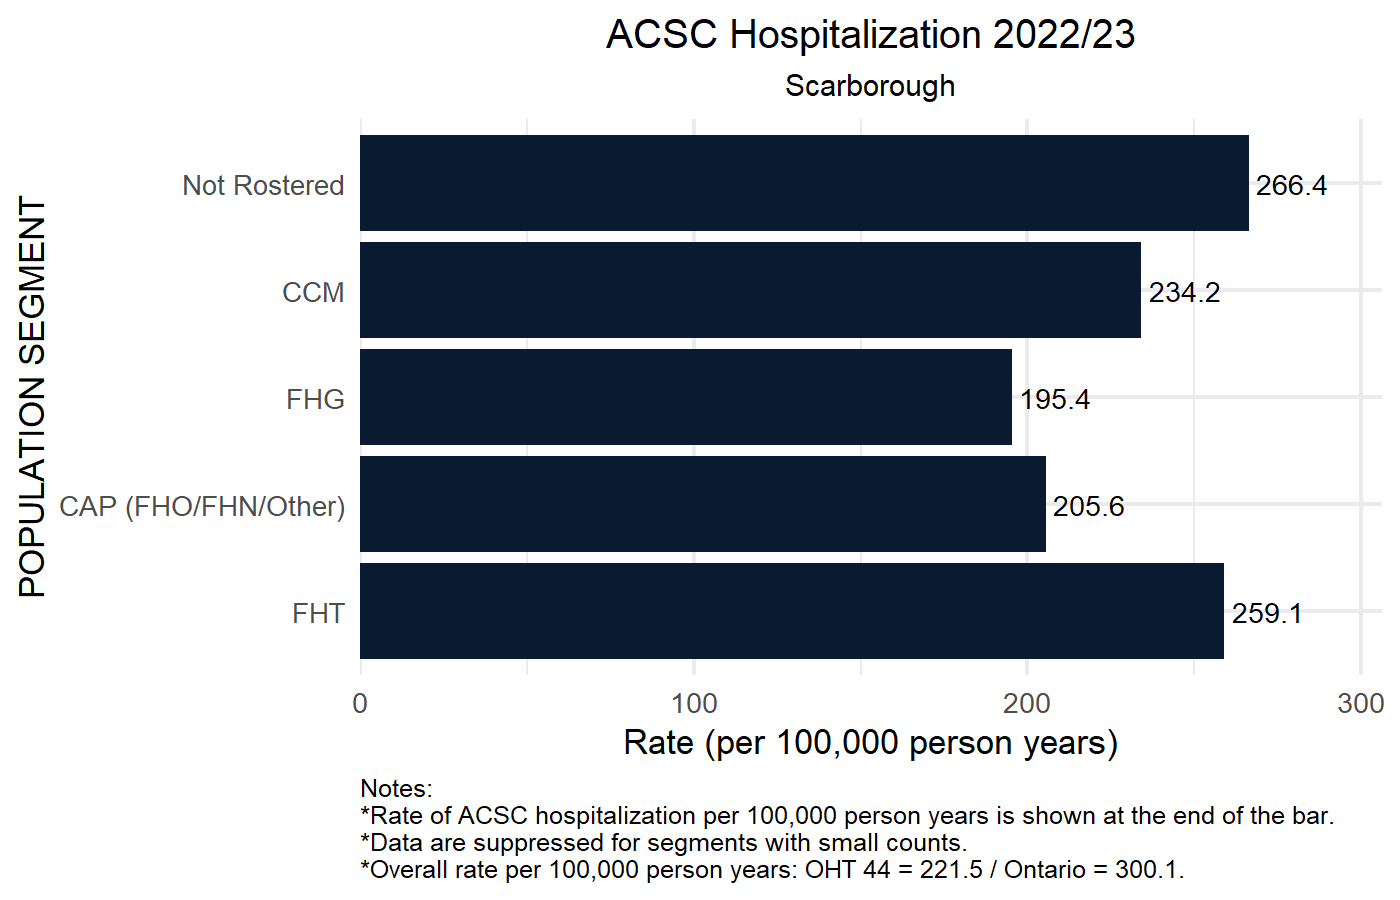 ACSC Hospitalization 2022/23
Scarborough
POPULATION SEGMENT
Not Rostered
266.4
CCM
234.2
FHG
195.4
CAP (FHO/FHN/Other)
205.6
FHT
259.1
0
100
200
300
Rate (per 100,000 person years)
Notes:
*Rate of ACSC hospitalization per 100,000 person years is shown at the end of the bar.
*Data are suppressed for segments with small counts.
*Overall rate per 100,000 person years: OHT 44 = 221.5 / Ontario = 300.1.